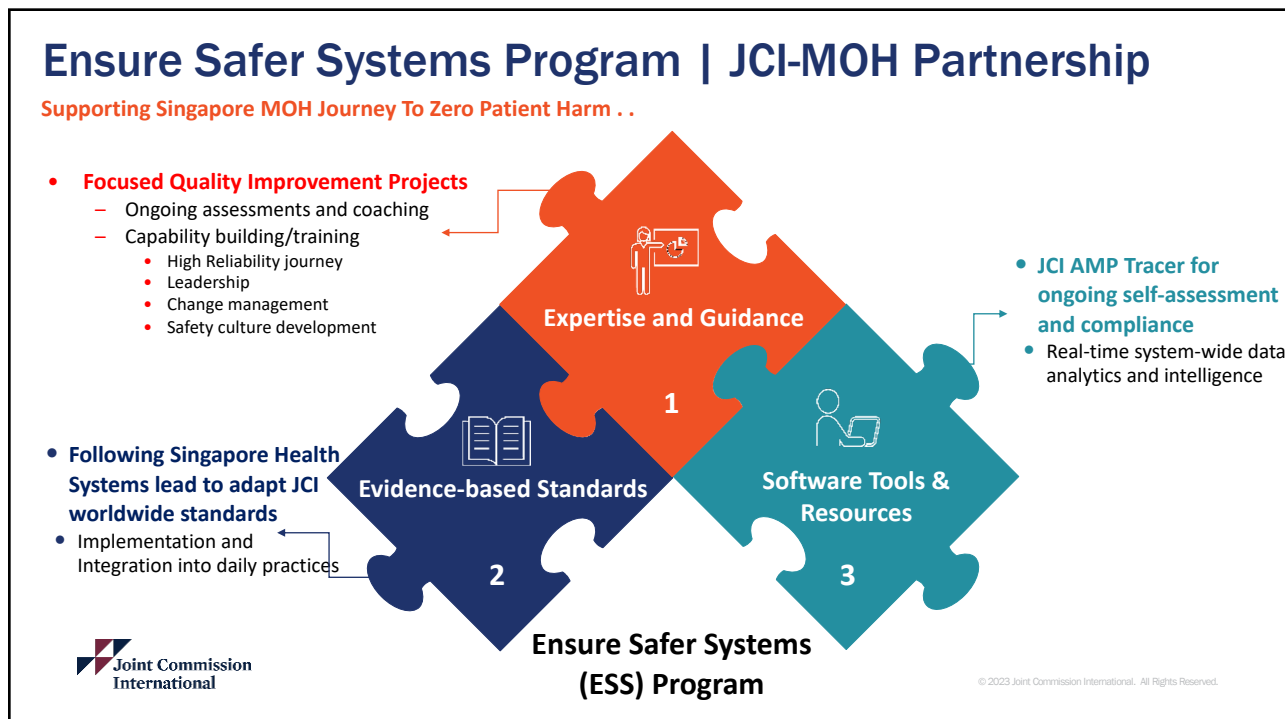 Ensure Safer Systems Program | JCI-MOH Partnership
Supporting Singapore MOH Journey To Zero Patient Harm . .
• Focused Quality Improvement Projects
– Ongoing assessments and coaching
– Capability building/training
• High Reliability journey
• Leadership
• Change management
• Safety culture development
Expertise and Guidance
1
• JCI AMP Tracer for
ongoing self-assessment
and compliance
• Real-time system-wide data
analytics and intelligence
• Following Singapore Health
Systems lead to adapt JCI
worldwide standards
• Implementation and
Integration into daily practices
Evidence-based Standards
2
Software Tools &
Resources
3
Ensure Safer Systems
(ESS) Program
Joint Commission
International
© 2023 Joint Commission International. All Rights Reserved.